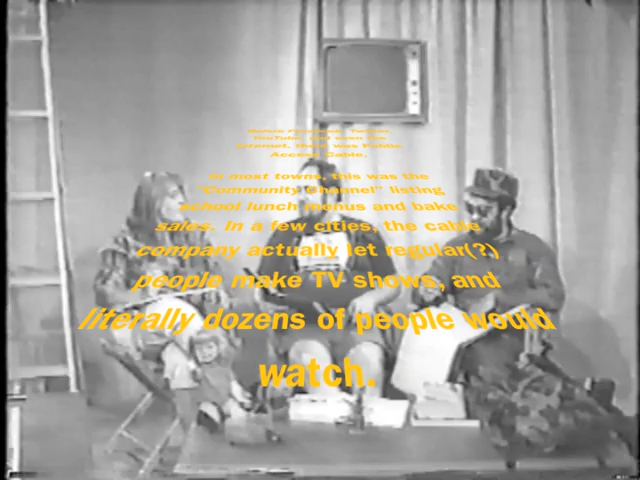 Before Facebook, Twitter,
YouTube, and even the
Internet, there was Public
Access Cable.
In most towns, this was the
"Community Channel" listing
school lunch menus and bake
sales. In a few cities, the cable
company actually let regular(?)
people make TV shows, and
literally dozens of people would
watch.